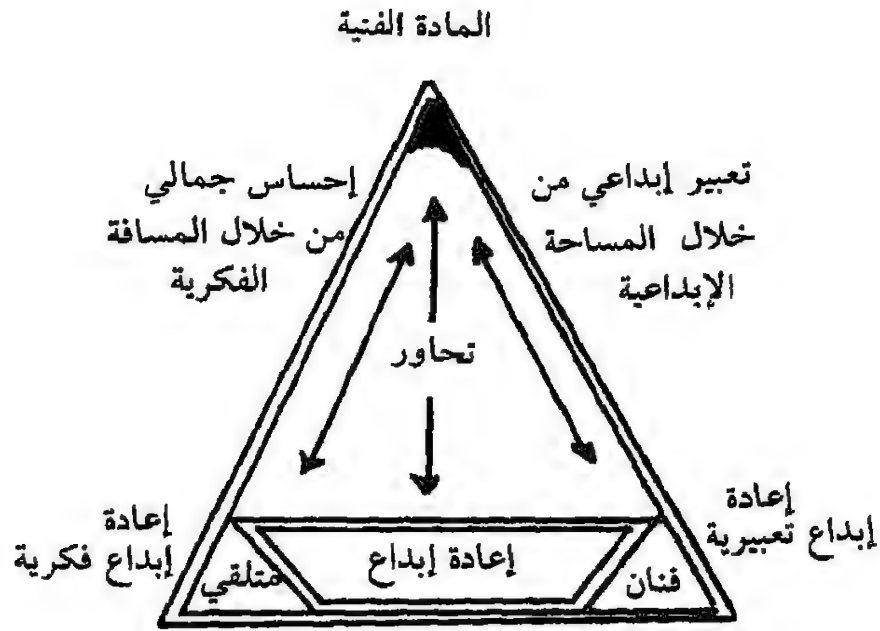 المادة الفنية
تعبير إبداعي من
خلال المساحة
الإبداعية
إحساس جمالي
من خلال المسافة
الفكرية
تحاور
إعادة
إبداع تعبيرية
إعادة
إبداع فكرية
فنان
إعادة إبداع
متلقي